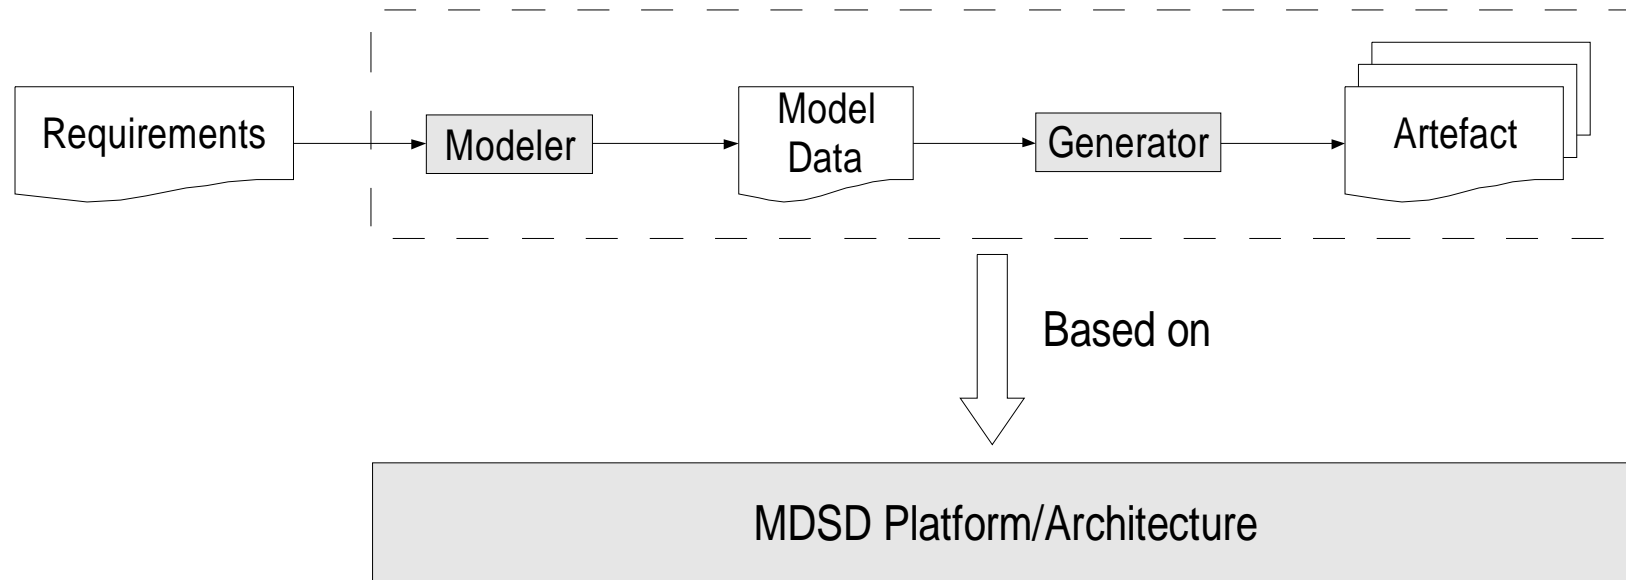 Requirements
Modeler
Model
Data
Generator
Artefact
Based on
MDSD Platform/Architecture